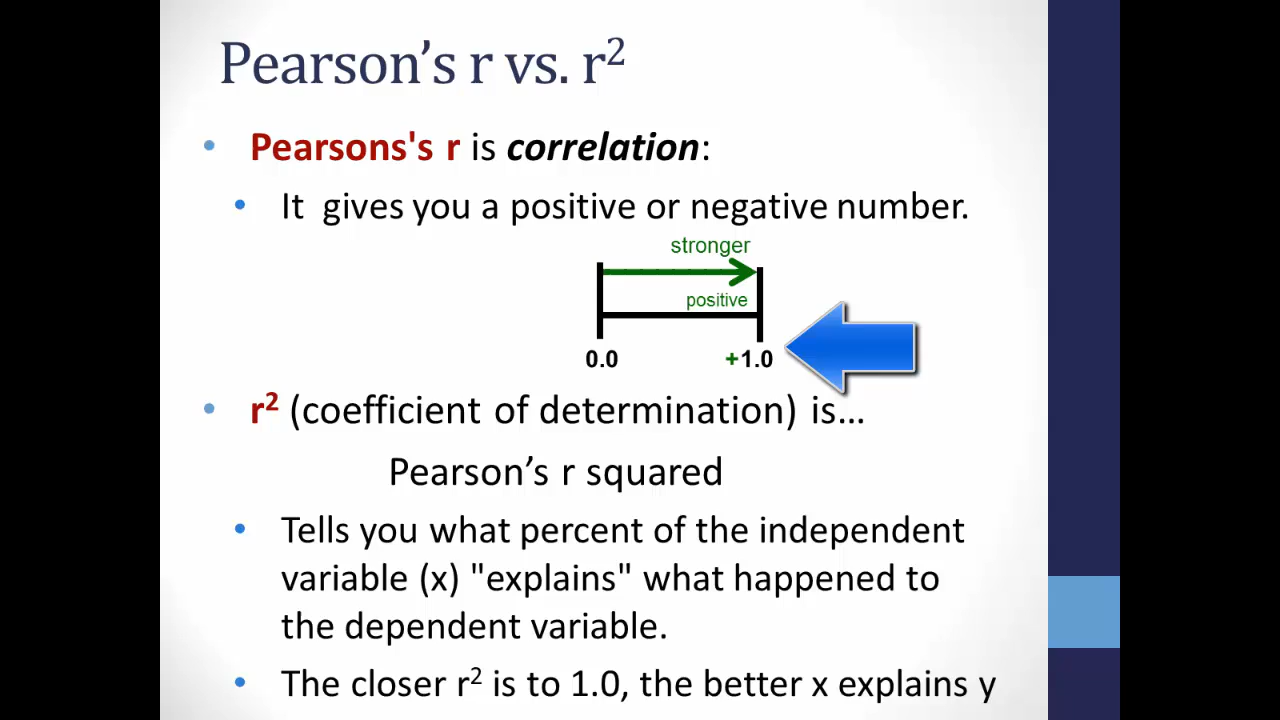 Pearson's r vs. r²
• Pearsons's r is correlation:
• It gives you a positive or negative number.
stronger
positive
0.0 +1.0
• r² (coefficient of determination) is…
Pearson's r squared
• Tells you what percent of the independent
variable (x) "explains" what happened to
the dependent variable.
• The closer r² is to 1.0, the better x explains y